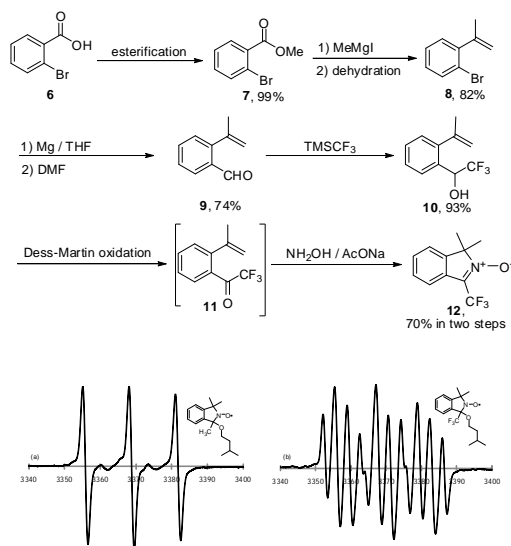 O
OH
Br
6
esterification
O
OMe
Br
7, 99%
1) MeMgI
2) dehydration
Br
8, 82%
1) Mg / THF
2) DMF
CHO
9, 74%
TMSCF3
CF3
OH
10, 93%
Dess-Martin oxidation
CF3
O
11
NH2OH / AcONa
N+—O-
CF3
12,
70% in two steps
N—O•
H3C
O
(a)
3340 3350 3360 3370 3380 3390 3400
N—O•
F3C
O
(b)
3340 3350 3360 3370 3380 3390 3400